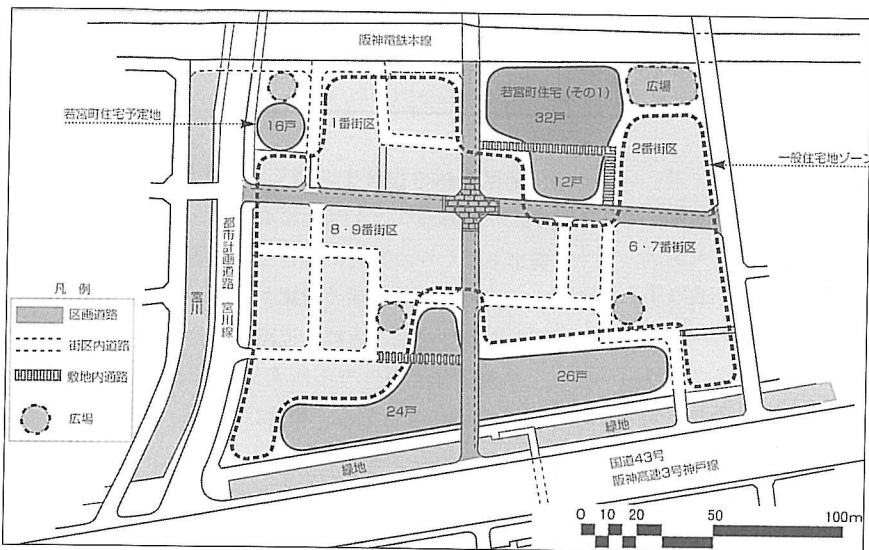 阪神電鉄本線
若宮町住宅(その1)
32戸
広場
若宮町住宅予定地
16戸
1番街区
2番街区
一般住宅地ゾーン
12戸
8・9番街区
6・7番街区
都市計画道路 宮川線
宮川
凡例
区画道路
街区内道路
敷地内通路
広場
26戸
24戸
緑地
緑地
国道43号
阪神高速3号神戸線
0 10 20 50 100m